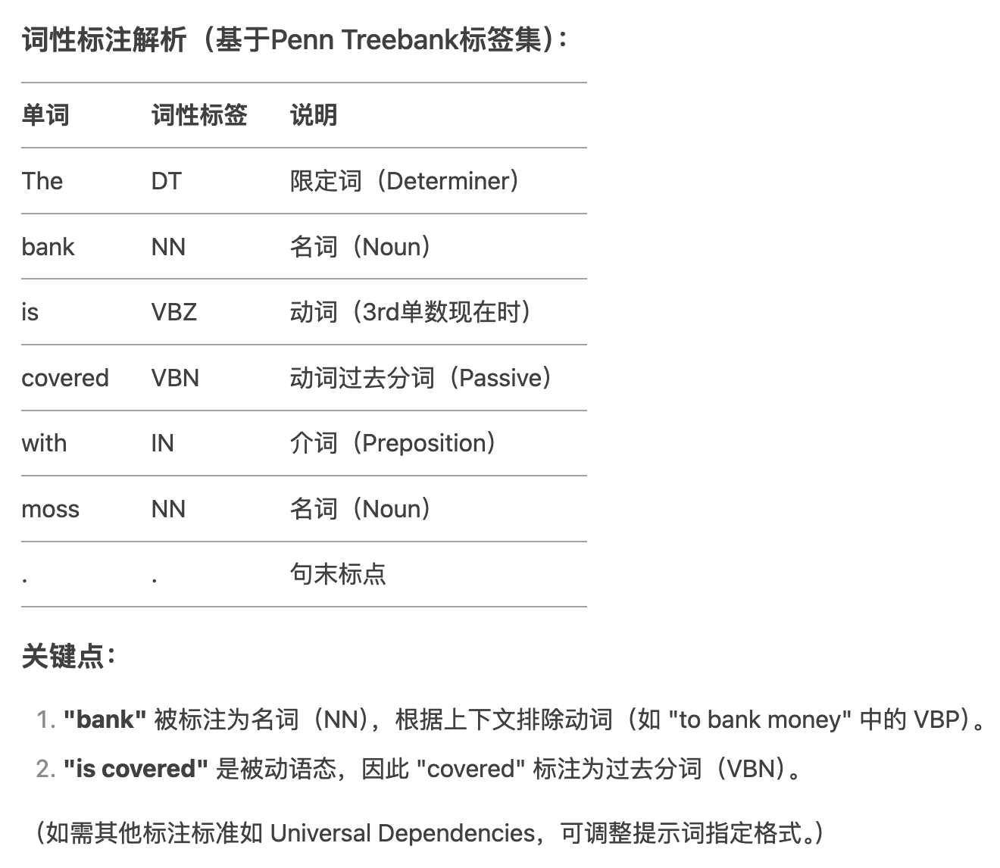 词性标注解析（基于Penn Treebank标签集）：
单词 词性标签 说明
The DT 限定词（Determiner）
bank NN 名词（Noun）
is VBZ 动词（3rd单数现在时）
covered VBN 动词过去分词（Passive）
with IN 介词（Preposition）
moss NN 名词（Noun）
. . 句末标点
关键点：
1. "bank" 被标注为名词（NN），根据上下文排除动词（如 "to bank money" 中的 VBP）。
2. "is covered" 是被动语态，因此 "covered" 标注为过去分词（VBN）。
（如需其他标注标准如 Universal Dependencies，可调整提示词指定格式。）